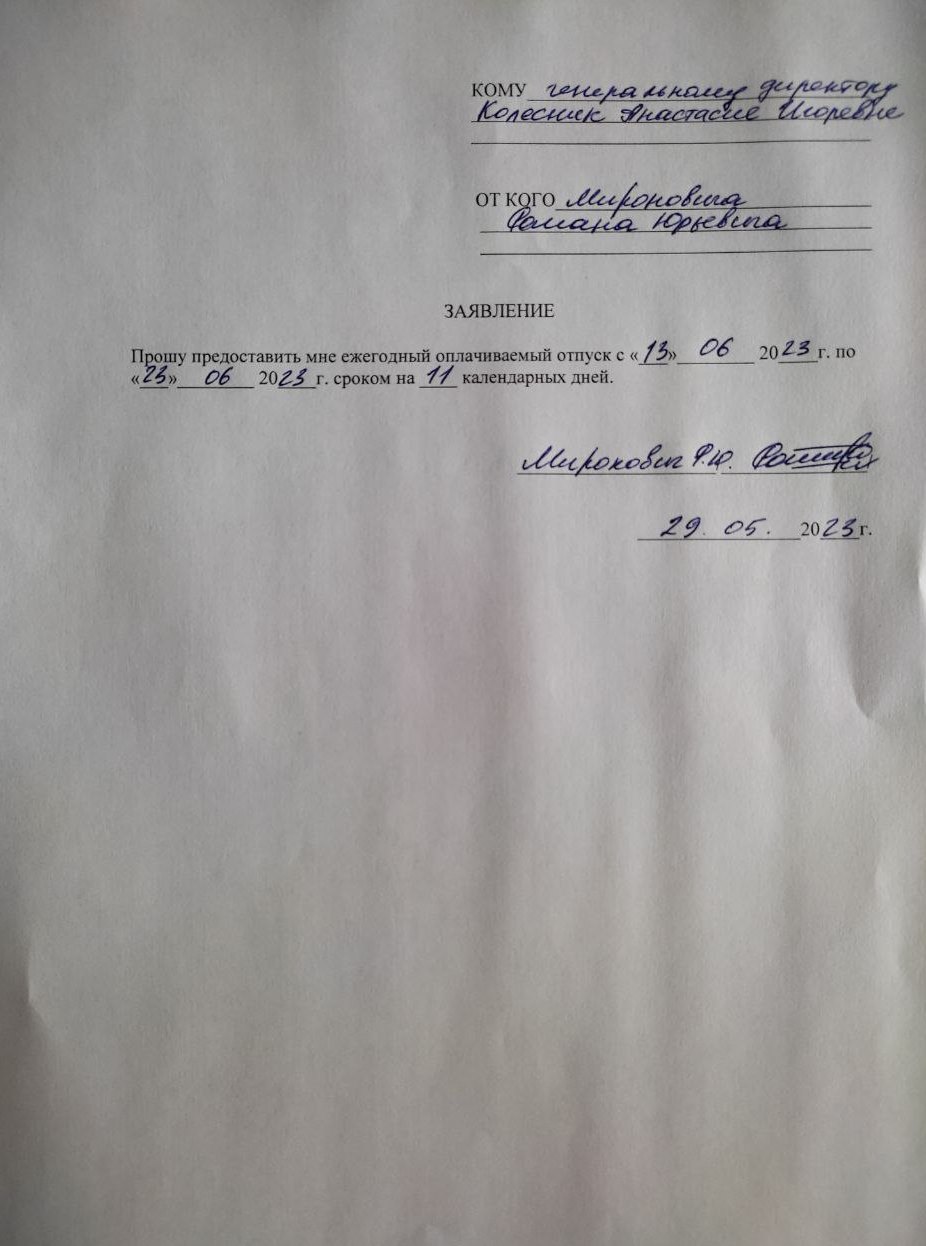 КОМУ генеральному директору
Колесник Анастасие Игоревне
ОТ КОГО Мироновича
Романа Юрьевича
ЗАЯВЛЕНИЕ
Прошу предоставить мне ежегодный оплачиваемый отпуск с «13» 06 2023 г. по
«23» 06 2023 г. сроком на 11 календарных дней.
Миронович Р.Ю.
29. 05. 2023 г.